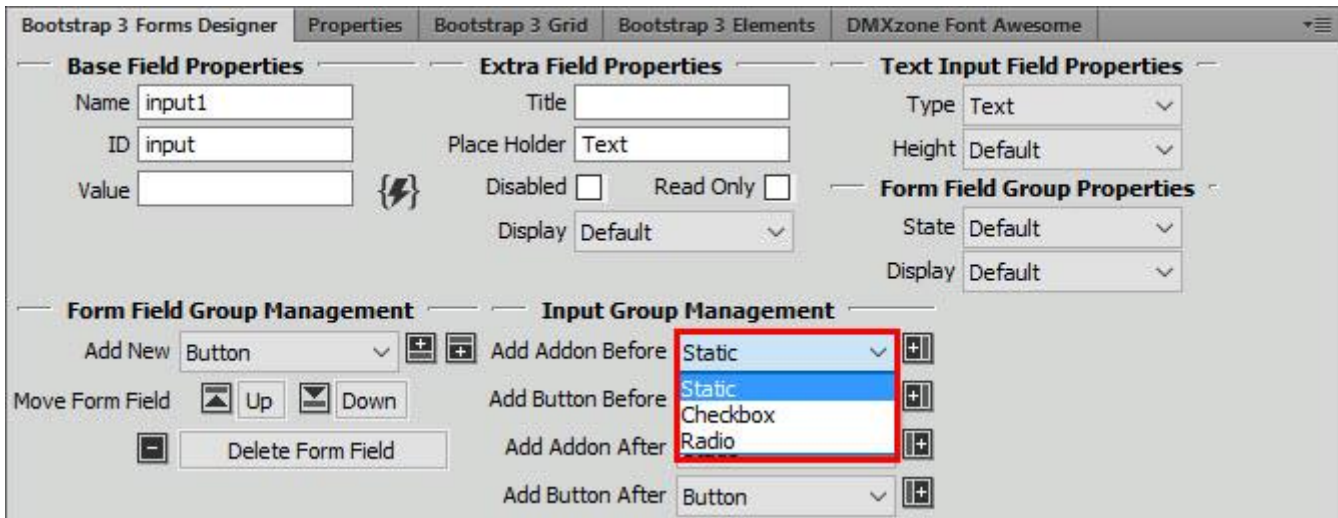 Bootstrap 3 Forms Designer Properties Bootstrap 3 Grid Bootstrap 3 Elements DMXzone Font Awesome
Base Field Properties Extra Field Properties Text Input Field Properties
Name input1 Title Type Text
ID input Place Holder Text Height Default
Value Disabled Read Only Form Field Group Properties
Display Default State Default
Display Default
Form Field Group Management Input Group Management
Add New Button Add Addon Before Static
Static
Move Form Field Up Down Add Button Before Checkbox
Delete Form Field Add Addon After Radio
Add Button After Button